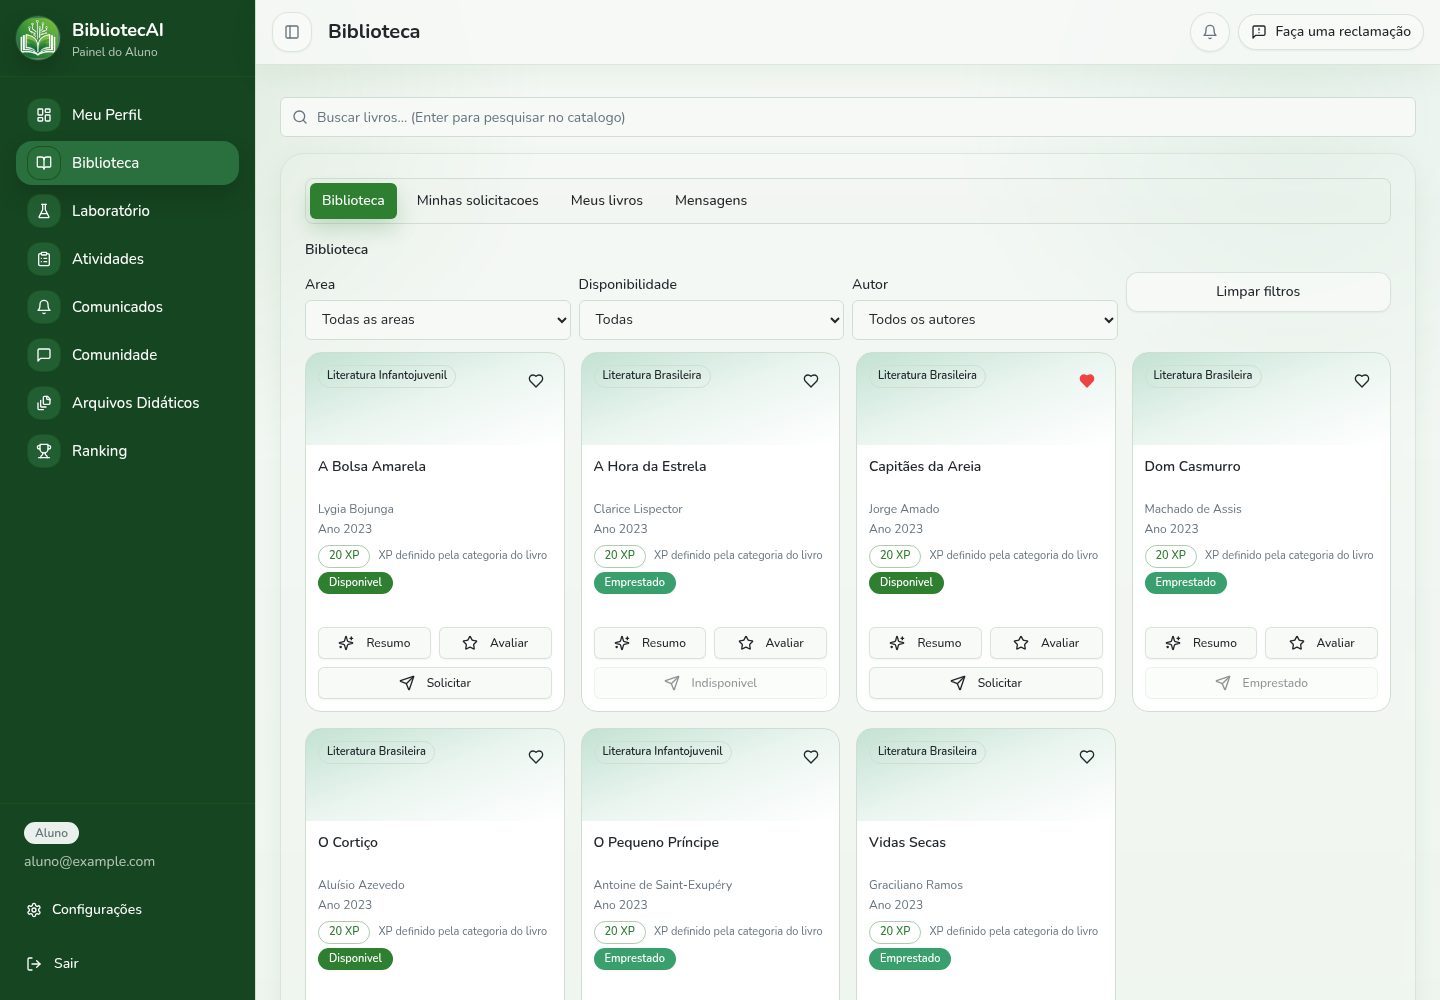 BibliotecAI
Painel do Aluno
Meu Perfil
Biblioteca
Laboratório
Atividades
Comunicados
Comunidade
Arquivos Didáticos
Ranking
Aluno
aluno@example.com
Configurações
Sair
Biblioteca
Faça uma reclamação
Buscar livros... (Enter para pesquisar no catalogo)
Biblioteca Minhas solicitacoes Meus livros Mensagens
Biblioteca
Area
Todas as areas
Disponibilidade
Todas
Autor
Todos os autores
Limpar filtros
Literatura Infantojuvenil
A Bolsa Amarela
Lygia Bojunga
Ano 2023
20 XP XP definido pela categoria do livro
Disponivel
Resumo Avaliar
Solicitar
Literatura Brasileira
A Hora da Estrela
Clarice Lispector
Ano 2023
20 XP XP definido pela categoria do livro
Emprestado
Resumo Avaliar
Indisponivel
Literatura Brasileira
Capitães da Areia
Jorge Amado
Ano 2023
20 XP XP definido pela categoria do livro
Disponivel
Resumo Avaliar
Solicitar
Literatura Brasileira
Dom Casmurro
Machado de Assis
Ano 2023
20 XP XP definido pela categoria do livro
Emprestado
Resumo Avaliar
Emprestado
Literatura Brasileira
O Cortiço
Aluísio Azevedo
Ano 2023
20 XP XP definido pela categoria do livro
Disponivel
Literatura Infantojuvenil
O Pequeno Príncipe
Antoine de Saint-Exupéry
Ano 2023
20 XP XP definido pela categoria do livro
Emprestado
Literatura Brasileira
Vidas Secas
Graciliano Ramos
Ano 2023
20 XP XP definido pela categoria do livro
Emprestado